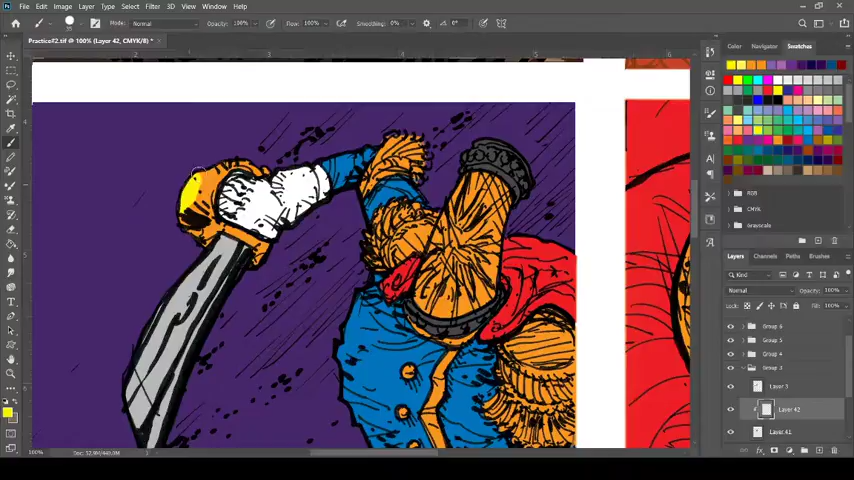 File Edit Image Layer Type Select Filter 3D View Window Help
Mode: Normal Opacity: 100% Flow: 100% Smoothing: 0% 0°
Practice#2.tif @ 100% (Layer 42, CMYK/8) *
Color Navigator Swatches
RGB
CMYK
Grayscale
Layers Channels Paths Brushes
Kind
Normal Opacity: 100%
Lock: Fill: 100%
Group 6
Group 5
Group 4
Group 3
Layer 3
Layer 42
Layer 41
100%